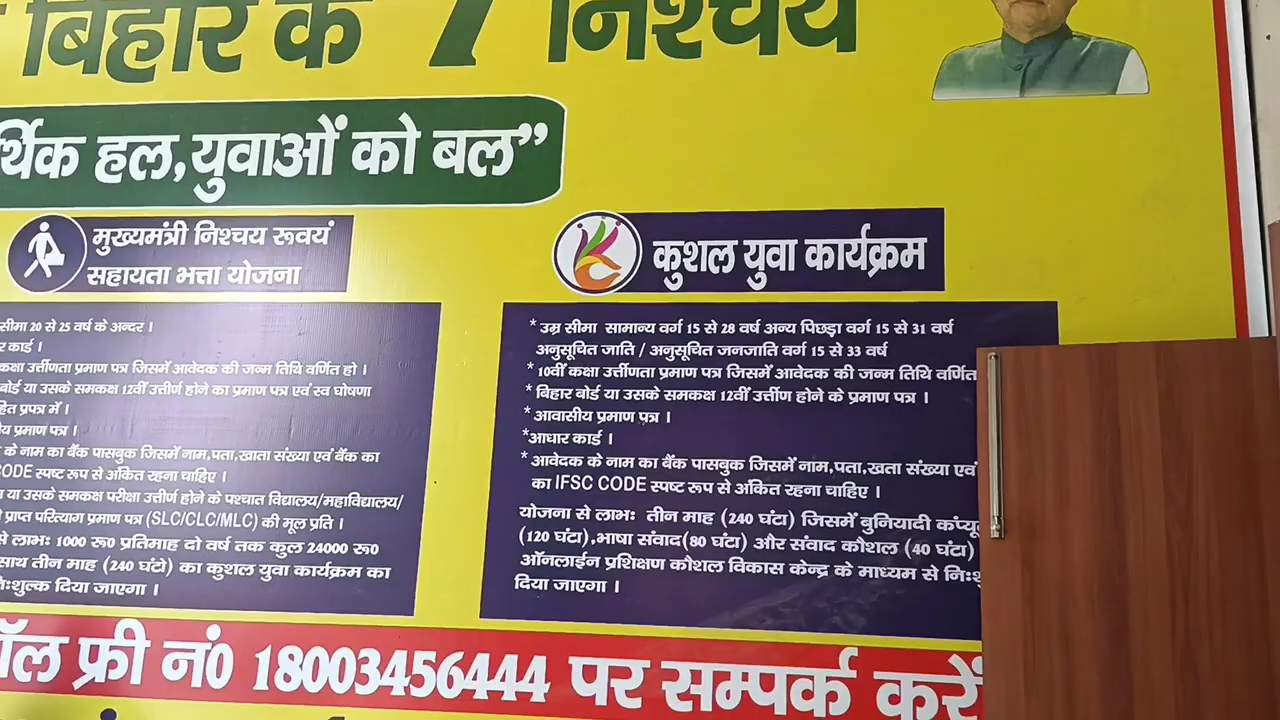 बिहार के 7 निश्चय
र्थिक हल,युवाओं को बल”
मुख्यमंत्री निश्चय स्वयं
सहायता भत्ता योजना
सीमा 20 से 25 वर्ष के अन्दर ।
र कार्ड ।
कक्षा उर्त्तीणता प्रमाण पत्र जिसमें आवेदक की जन्म तिथि वर्णित हो ।
बोर्ड या उसके समकक्ष 12वीं उत्तीर्ण होने का प्रमाण पत्र एवं स्व घोषणा
हित प्रपत्र में ।
य प्रमाण पत्र ।
के नाम का बैंक पासबुक जिसमें नाम,पता,खाता संख्या एवं बैंक का
CODE स्पष्ट रूप से अंकित रहना चाहिए ।
या उसके समकक्ष परीक्षा उत्तीर्ण होने के पश्चात विद्यालय/महाविद्यालय/
प्राप्त परित्याग प्रमाण पत्र (SLC/CLC/MLC) की मूल प्रति ।
से लाभः 1000 रू0 प्रतिमाह दो वर्ष तक कुल 24000 रू0
साथ तीन माह (240 घंटो) का कुशल युवा कार्यक्रम का
दिया जाएगा ।
कुशल युवा कार्यक्रम
* उम्र सीमा सामान्य वर्ग 15 से 28 वर्ष अन्य पिछड़ा वर्ग 15 से 31 वर्ष
अनुसूचित जाति / अनुसूचित जनजाति वर्ग 15 से 33 वर्ष
* 10वीं कक्षा उर्त्तीणता प्रमाण पत्र जिसमें आवेदक की जन्म तिथि वर्णित
* बिहार बोर्ड या उसके समकक्ष 12वीं उर्त्तीण होने के प्रमाण पत्र ।
* आवासीय प्रमाण पत्र ।
*आधार कार्ड ।
* आवेदक के नाम का बैंक पासबुक जिसमें नाम,पता,खता संख्या एवं
का IFSC CODE स्पष्ट रूप से अंकित रहना चाहिए ।
योजना से लाभः तीन माह (240 घंटा) जिसमें बुनियादी कंप्यू
(120 घंटा),भाषा संवाद(80 घंटा) और संवाद कौशल (40 घंटा)
ऑनलाईन प्रशिक्षण कौशल विकास केन्द्र के माध्यम से निःशु
दिया जाएगा ।
ॉल फ्री नं0 18003456444 पर सम्पर्क करें